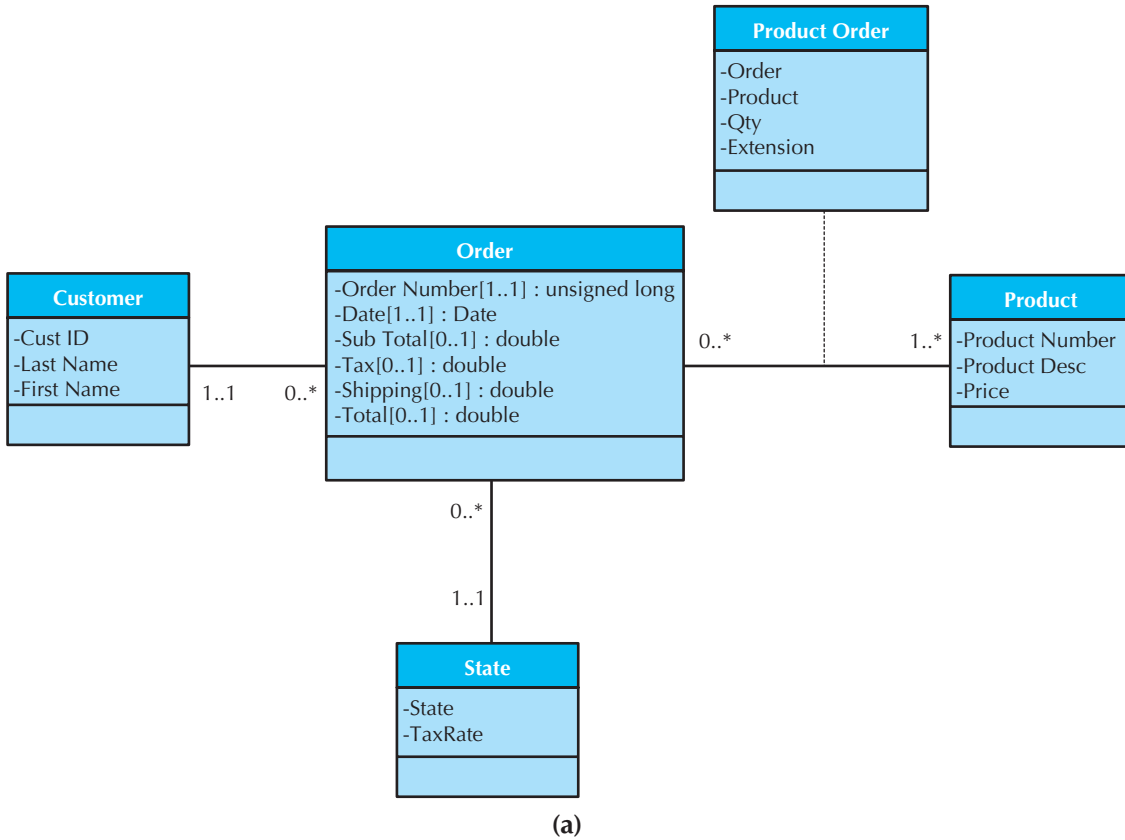 Product Order
-Order
-Product
-Qty
-Extension
Order
-Order Number[1..1] : unsigned long
-Date[1..1] : Date
-Sub Total[0..1] : double
-Tax[0..1] : double
-Shipping[0..1] : double
-Total[0..1] : double
Customer
-Cust ID
-Last Name
-First Name
Product
-Product Number
-Product Desc
-Price
0..*
1..*
1..1
0..*
0..*
1..1
State
-State
-TaxRate
(a)